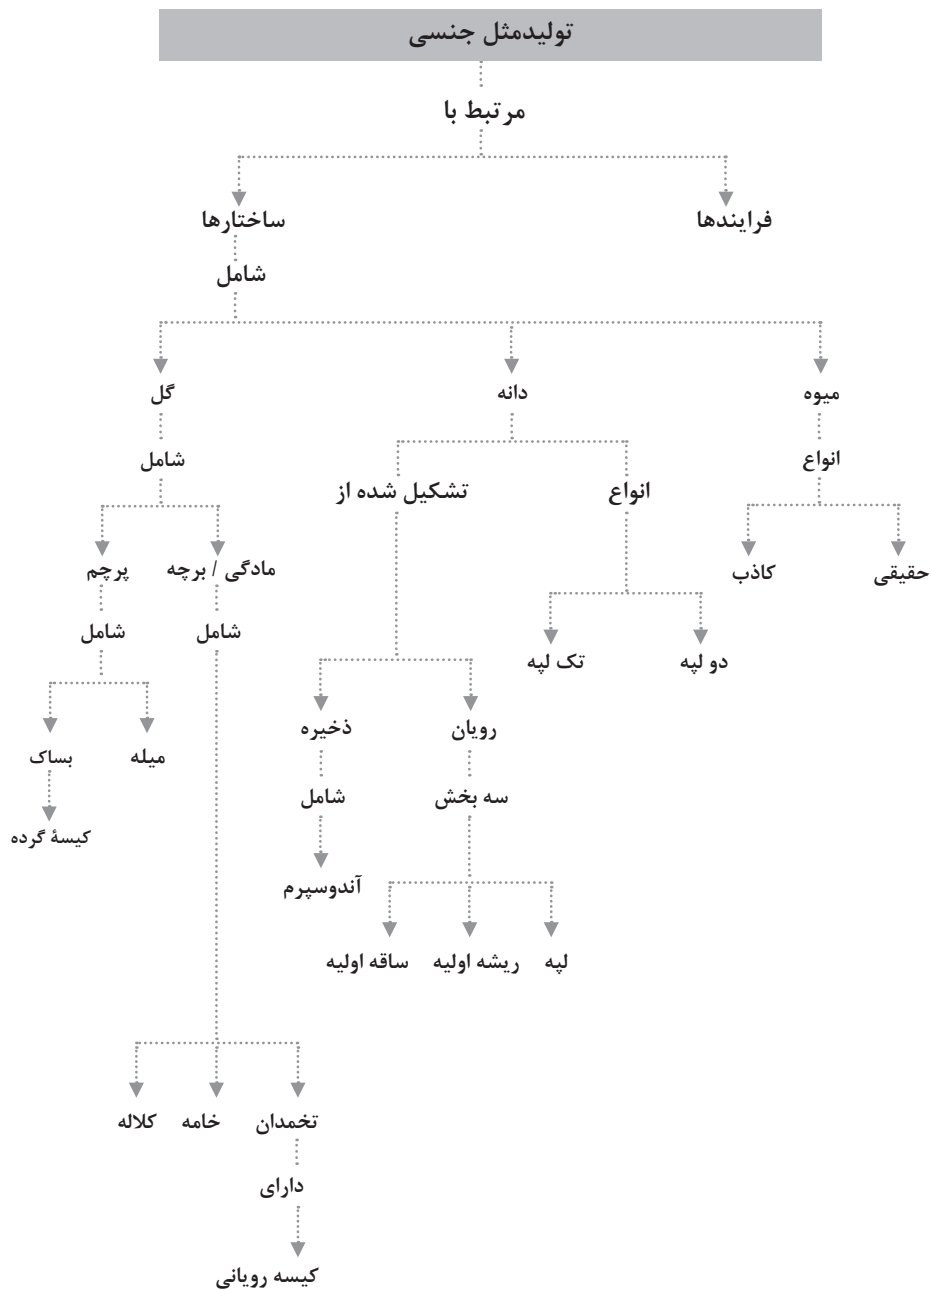 تولیدمثل جنسی
مرتبط با
فرایندها
ساختارها
شامل
میوه
دانه
گل
انواع
شامل
انواع
تشکیل شده از
حقیقی
کاذب
مادگی / برچه
پرچم
شامل
شامل
دو لپه
تک لپه
رویان
ذخیره
میله
بساک
سه بخش
شامل
کیسۀ گرده
آندوسپرم
لپه
ریشه اولیه
ساقه اولیه
تخمدان
خامه
کلاله
دارای
کیسه رویانی